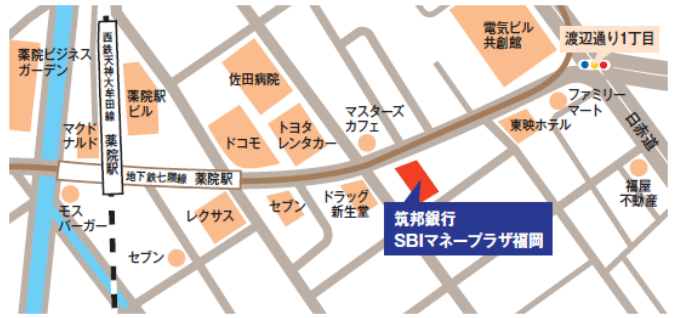 電気ビル
共創館
渡辺通り1丁目
薬院ビジネス
ガーデン
西鉄天神大牟田線 薬院駅
薬院駅
ビル
佐田病院
マスターズ
カフェ
ファミリー
マート
マクド
ナルド
ドコモ
トヨタ
レンタカー
東映ホテル
日赤道
地下鉄七隈線 薬院駅
モス
バーガー
レクサス
セブン
ドラッグ
新生堂
福屋
不動産
筑邦銀行
SBIマネープラザ福岡
セブン